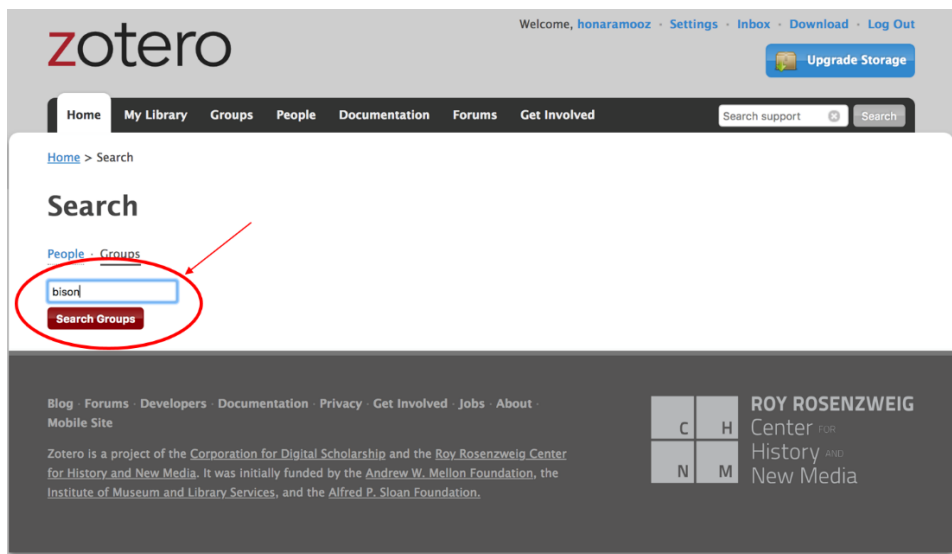 zotero
Welcome, honaramooz · Settings · Inbox · Download · Log Out
Upgrade Storage
Home My Library Groups People Documentation Forums Get Involved
Search support Search
Home > Search
Search
People · Groups
bison
Search Groups
Blog · Forums · Developers · Documentation · Privacy · Get Involved · Jobs · About ·
Mobile Site
Zotero is a project of the Corporation for Digital Scholarship and the Roy Rosenzweig Center
for History and New Media. It was initially funded by the Andrew W. Mellon Foundation, the
Institute of Museum and Library Services, and the Alfred P. Sloan Foundation.
C H
N M
ROY ROSENZWEIG
Center FOR
History AND
New Media